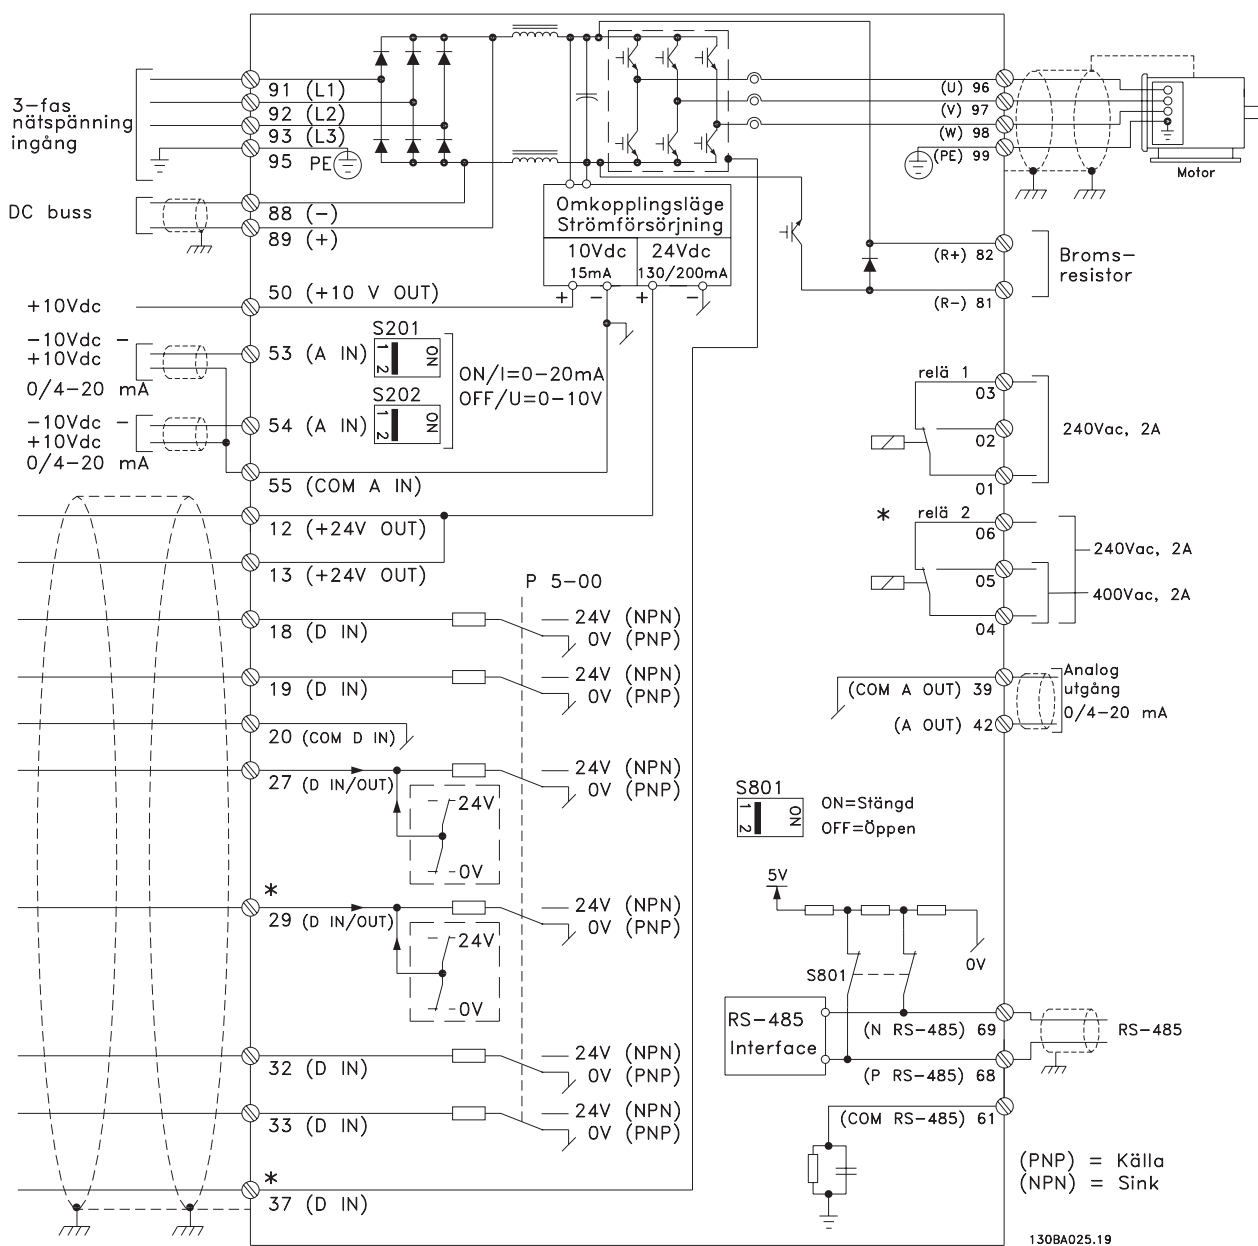 3-fas
nätspänning
ingång
91 (L1)
92 (L2)
93 (L3)
95 PE
DC buss
88 (-)
89 (+)
+10Vdc
50 (+10 V OUT)
-10Vdc -
+10Vdc
0/4-20 mA
53 (A IN)
S201
1
2
ON
-10Vdc -
+10Vdc
0/4-20 mA
54 (A IN)
S202
1
2
ON
ON/I=0-20mA
OFF/U=0-10V
55 (COM A IN)
12 (+24V OUT)
13 (+24V OUT)
P 5-00
18 (D IN)
24V (NPN)
0V (PNP)
19 (D IN)
24V (NPN)
0V (PNP)
20 (COM D IN)
27 (D IN/OUT)
24V (NPN)
0V (PNP)
24V
0V
*
29 (D IN/OUT)
24V (NPN)
0V (PNP)
24V
0V
32 (D IN)
24V (NPN)
0V (PNP)
33 (D IN)
24V (NPN)
0V (PNP)
*
37 (D IN)
Omkopplingsläge
Strömförsörjning
10Vdc
15mA
24Vdc
130/200mA
+ - + -
(U) 96
(V) 97
(W) 98
(PE) 99
Motor
(R+) 82
(R-) 81
Broms-
resistor
relä 1
03
02
01
240Vac, 2A
*
relä 2
06
05
04
240Vac, 2A
400Vac, 2A
(COM A OUT) 39
(A OUT) 42
Analog
utgång
0/4-20 mA
S801
1
2
ON
ON=Stängd
OFF=Öppen
5V
0V
S801
RS-485
Interface
(N RS-485) 69
(P RS-485) 68
RS-485
(COM RS-485) 61
(PNP) = Källa
(NPN) = Sink
130BA025.19